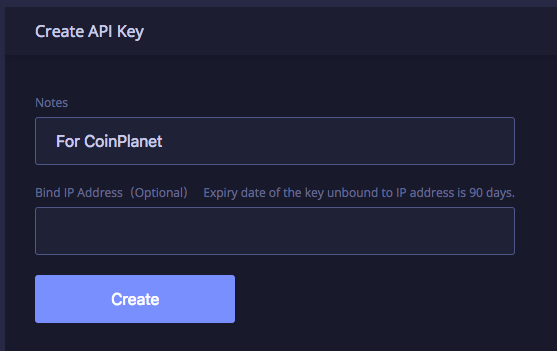 Create API Key
Notes
For CoinPlanet
Bind IP Address（Optional） Expiry date of the key unbound to IP address is 90 days.
Create